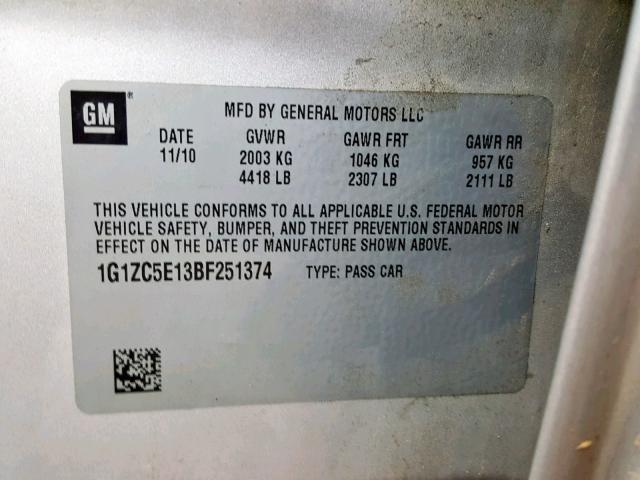 GM®
MFD BY GENERAL MOTORS LLC
DATE GVWR GAWR FRT GAWR RR
11/10 2003 KG 1046 KG 957 KG
4418 LB 2307 LB 2111 LB
THIS VEHICLE CONFORMS TO ALL APPLICABLE U.S. FEDERAL MOTOR
VEHICLE SAFETY, BUMPER, AND THEFT PREVENTION STANDARDS IN
EFFECT ON THE DATE OF MANUFACTURE SHOWN ABOVE.
1G1ZC5E13BF251374 TYPE: PASS CAR